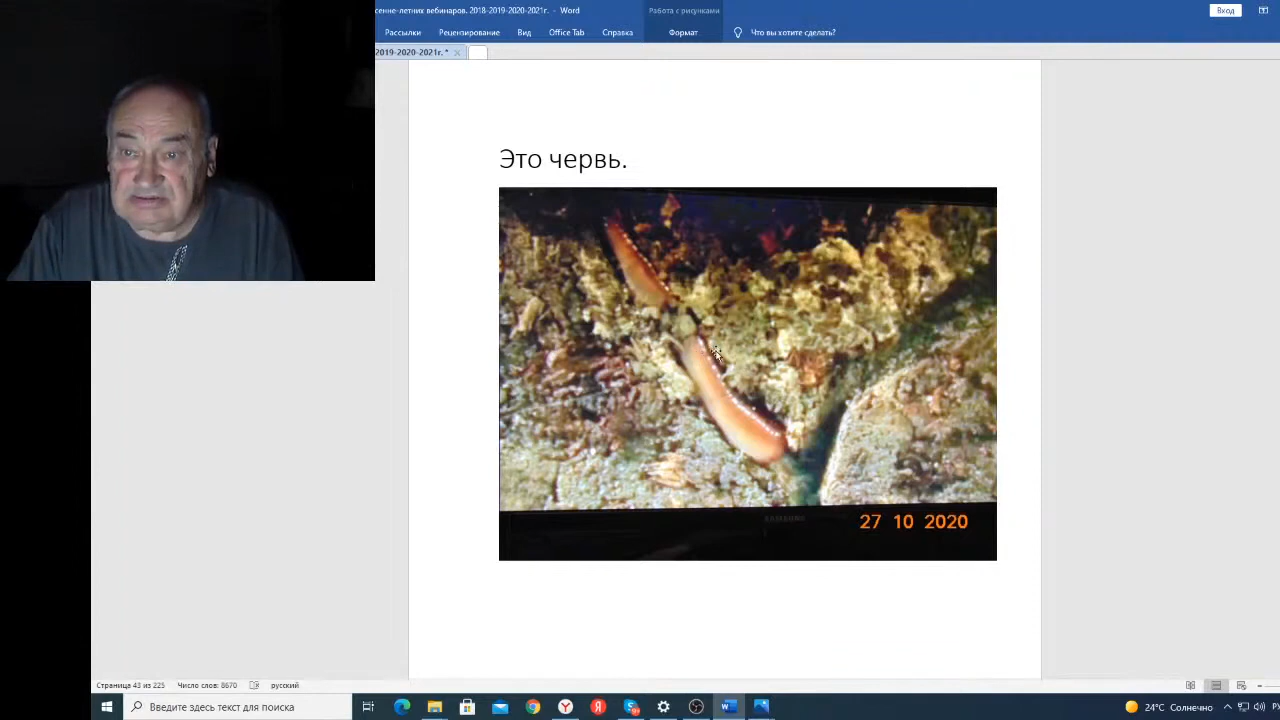 сенне-летних вебинаров. 2018-2019-2020-2021г. - Word
Работа с рисунками
Вход
Рассылки Рецензирование Вид Office Tab Справка Формат Что вы хотите сделать?
2019-2020-2021г. *
Это червь.
SAMSUNG
27 10 2020
Страница 43 из 225 Число слов: 8670 русский
Введите здесь текст для поиска
24°C Солнечно